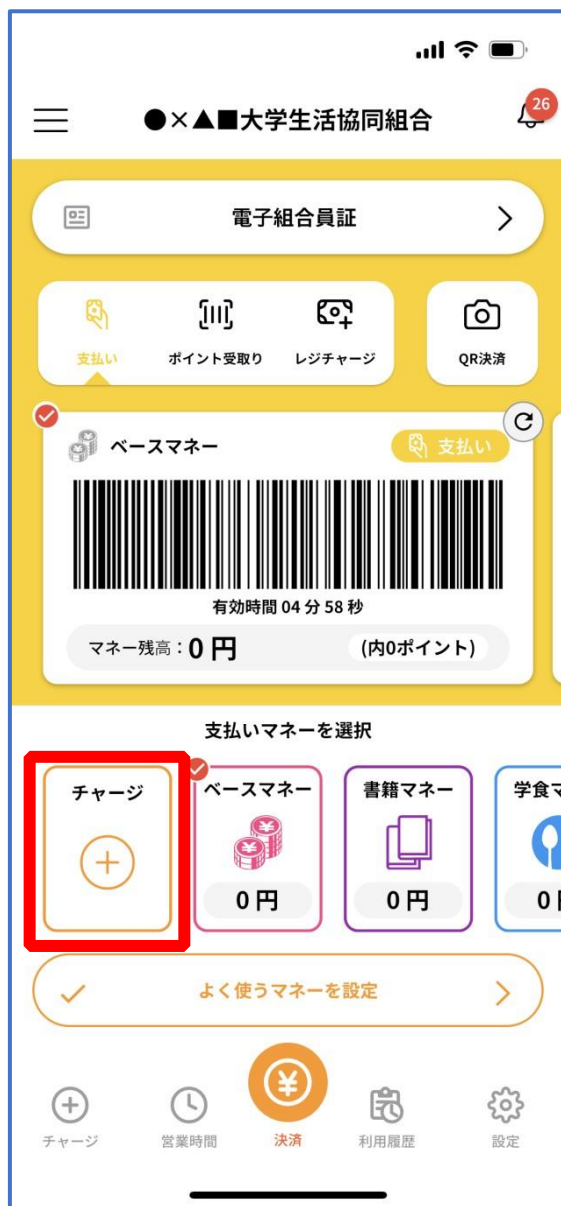 26
●×▲■大学生活協同組合
電子組合員証
支払い ポイント受取り レジチャージ QR決済
ベースマネー 支払い
有効時間 04 分 58 秒
マネー残高：0 円 (内0ポイント)
支払いマネーを選択
チャージ ベースマネー 書籍マネー 学食マ
0 円 0 円 0
よく使うマネーを設定
チャージ 営業時間 決済 利用履歴 設定